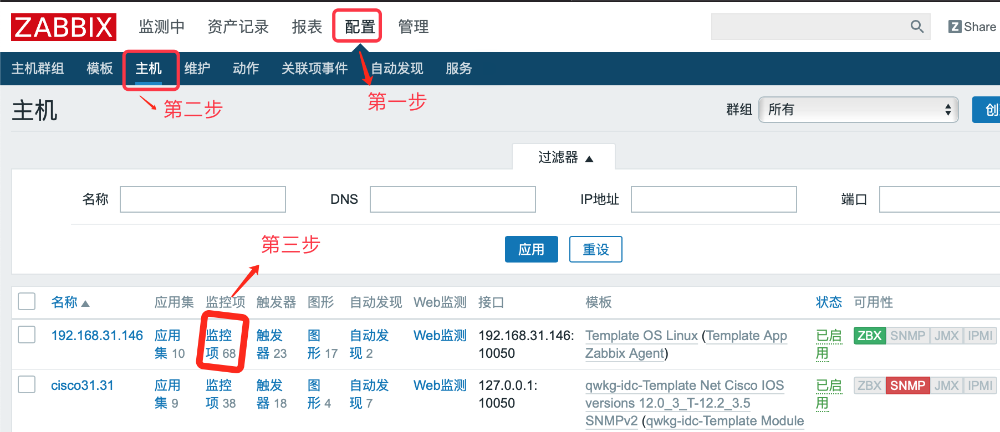 ZABBIX 监测中 资产记录 报表 配置 管理 Z Share
主机群组 模板 主机 维护 动作 关联项事件 自动发现 服务
第一步
第二步
主机 群组 所有
过滤器 ▲
名称 DNS IP地址 端口
第三步
应用 重设
名称 ▲ 应用集 监控项 触发器 图形 自动发现 Web监测 接口 模板 状态 可用性
192.168.31.146 应用 监控 触发 图 自动发 Web监测 192.168.31.146: Template OS Linux (Template App 已启 ZBX SNMP JMX IPMI
集 10 项 68 器 23 形 17 现 2 10050 Zabbix Agent) 用
cisco31.31 应用 监控 触发 图 自动发 Web监测 127.0.0.1: qwkg-idc-Template Net Cisco IOS 已启 ZBX SNMP JMX IPMI
集 9 项 38 器 18 形 4 现 7 10050 versions 12.0_3_T-12.2_3.5 用
SNMPv2 (qwkg-idc-Template Module